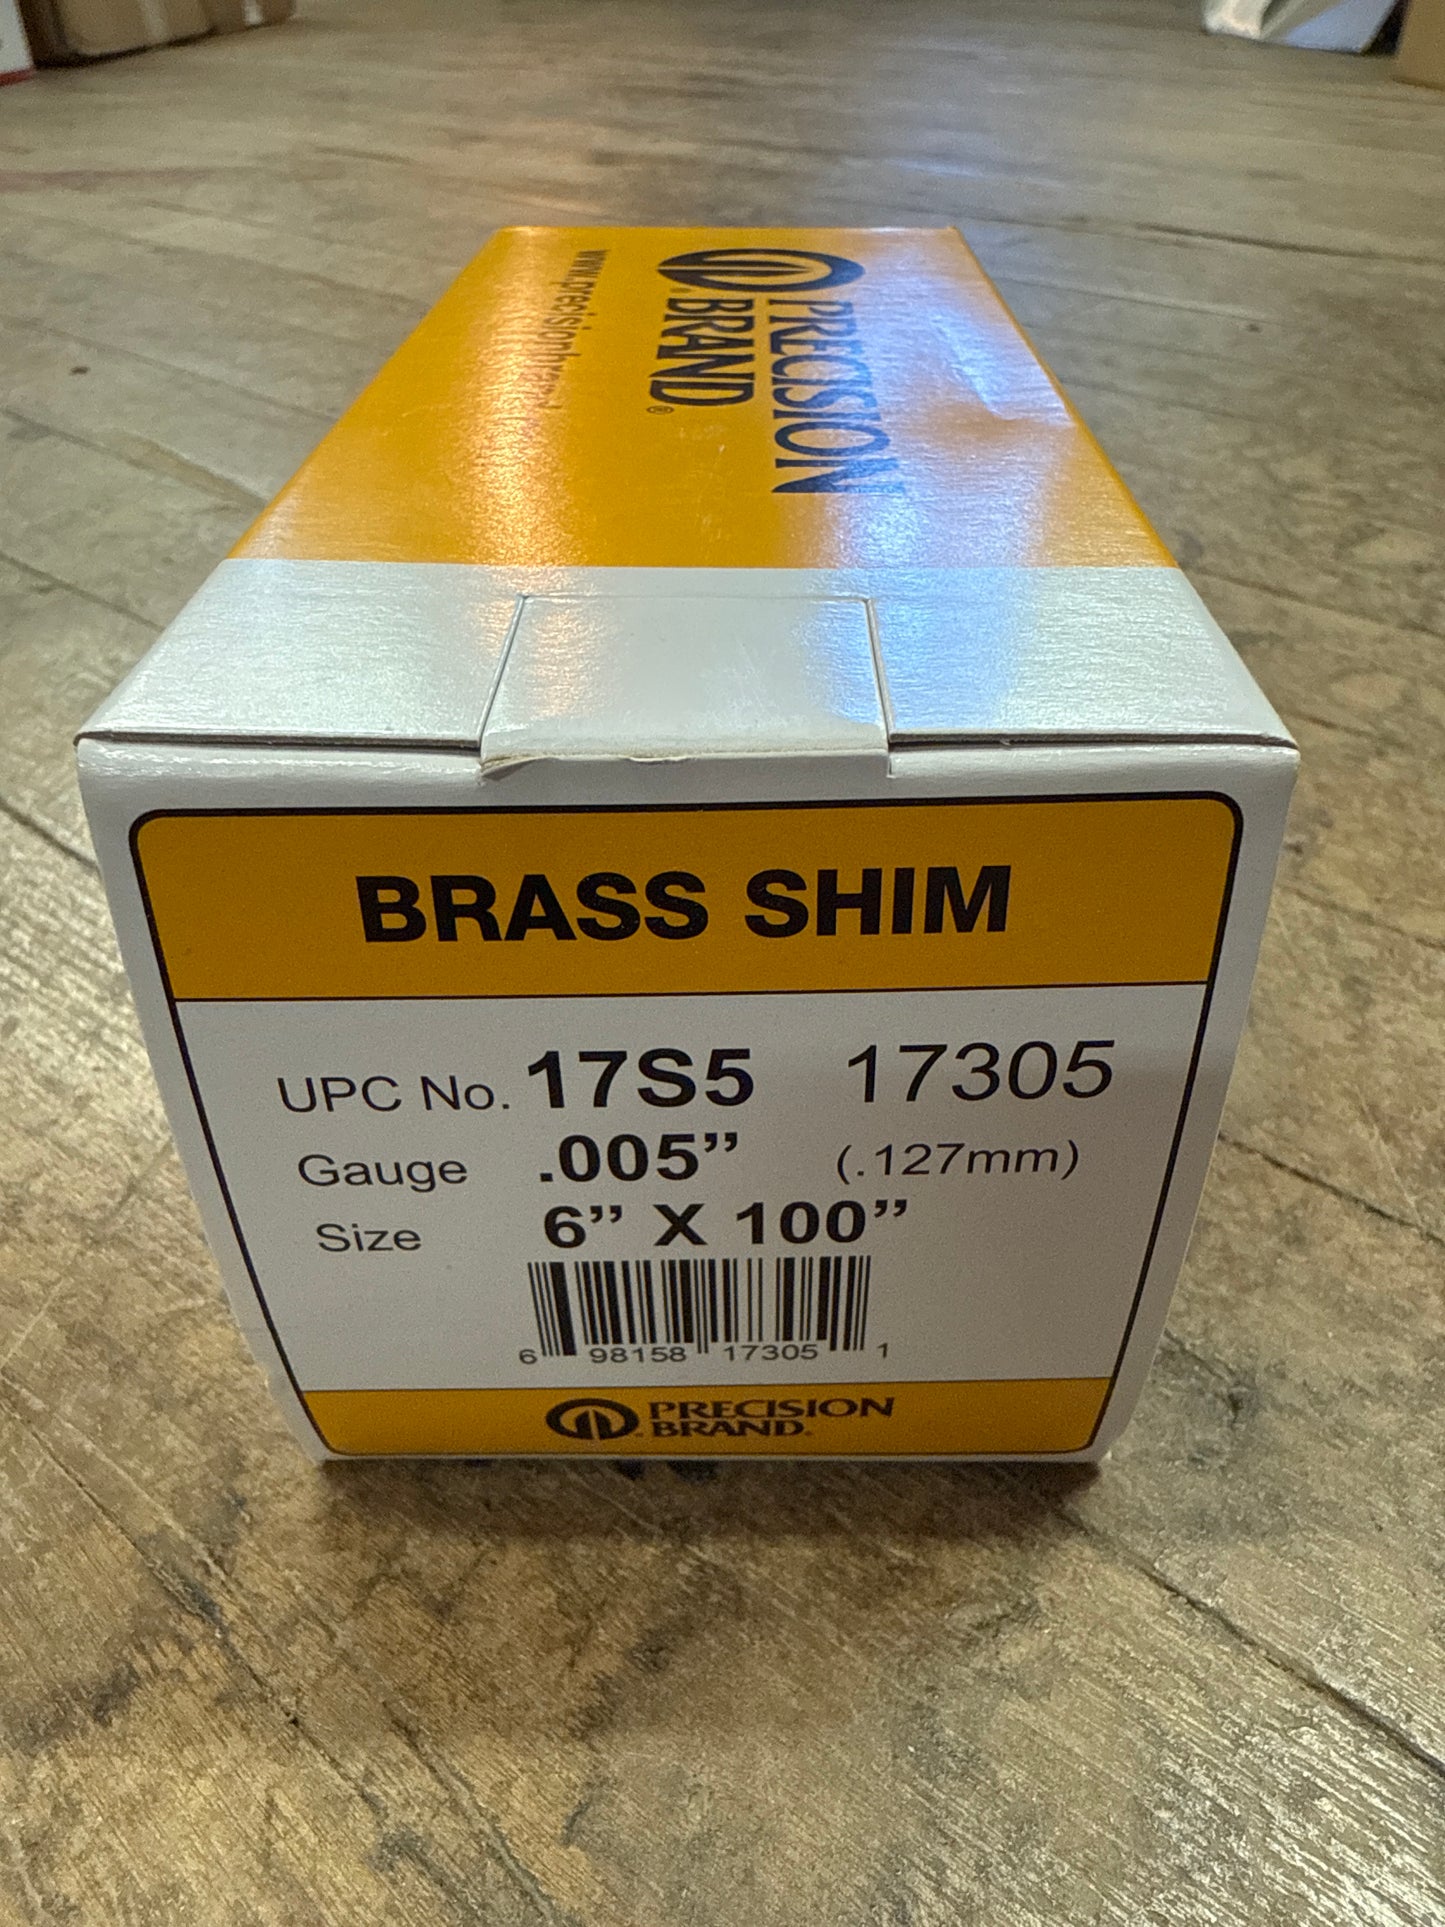 PRECISION
BRAND®
www.precisionbrand
BRASS SHIM
UPC No. 17S5 17305
Gauge .005” (.127mm)
Size 6” X 100”
6 98158 17305 1
PRECISION
BRAND®